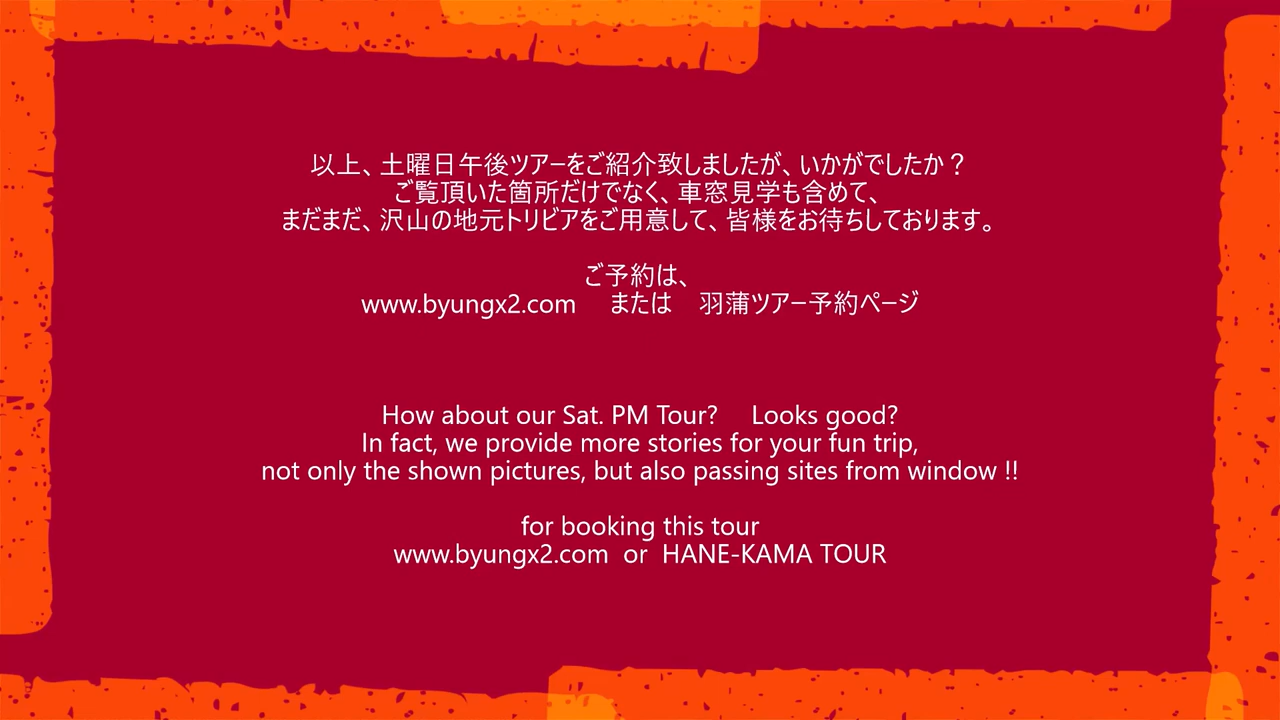 以上、土曜日午後ツアーをご紹介致しましたが、いかがでしたか？
ご覧頂いた箇所だけでなく、車窓見学も含めて、
まだまだ、沢山の地元トリビアをご用意して、皆様をお待ちしております。
ご予約は、
www.byungx2.com　または　羽蒲ツアー予約ページ
How about our Sat. PM Tour?　Looks good?
In fact, we provide more stories for your fun trip,
not only the shown pictures, but also passing sites from window !!
for booking this tour
www.byungx2.com or HANE-KAMA TOUR